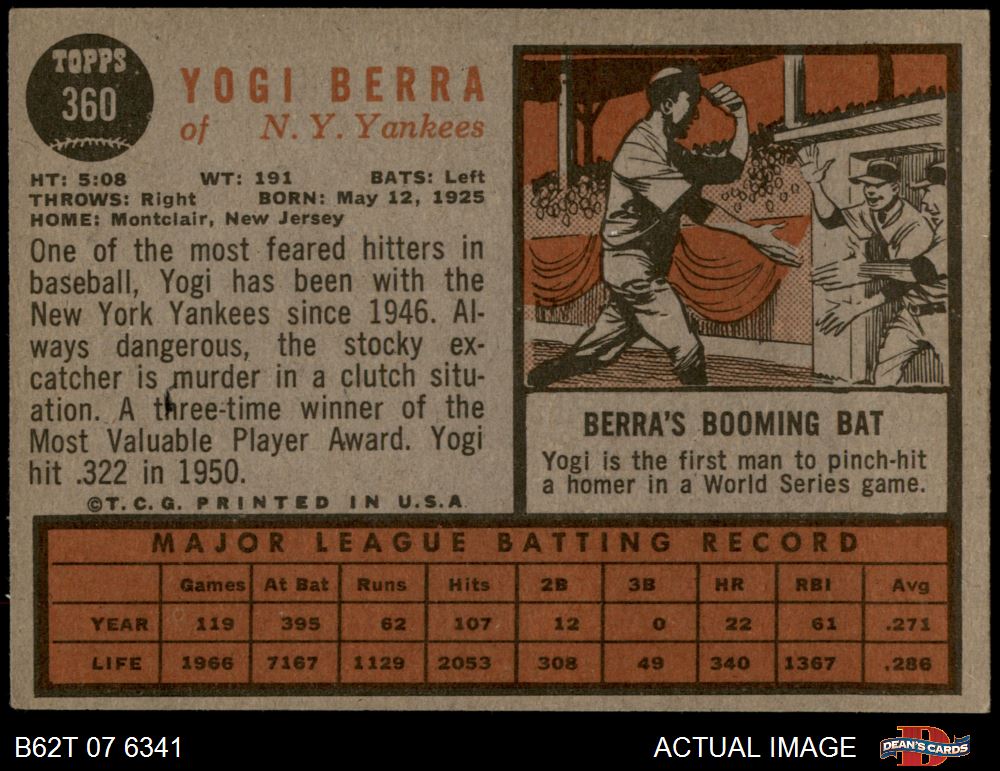 TOPPS
360
YOGI BERRA
of N. Y. Yankees
HT: 5:08 WT: 191 BATS: Left
THROWS: Right BORN: May 12, 1925
HOME: Montclair, New Jersey
One of the most feared hitters in
baseball, Yogi has been with the
New York Yankees since 1946. Al-
ways dangerous, the stocky ex-
catcher is murder in a clutch situ-
ation. A three-time winner of the
Most Valuable Player Award. Yogi
hit .322 in 1950.
©T.C.G. PRINTED IN U.S.A.
BERRA'S BOOMING BAT
Yogi is the first man to pinch-hit
a homer in a World Series game.
MAJOR LEAGUE BATTING RECORD
Games At Bat Runs Hits 2B 3B HR RBI Avg
YEAR 119 395 62 107 12 0 22 61 .271
LIFE 1966 7167 1129 2053 308 49 340 1367 .286
B62T 07 6341
ACTUAL IMAGE
DEAN'S CARDS